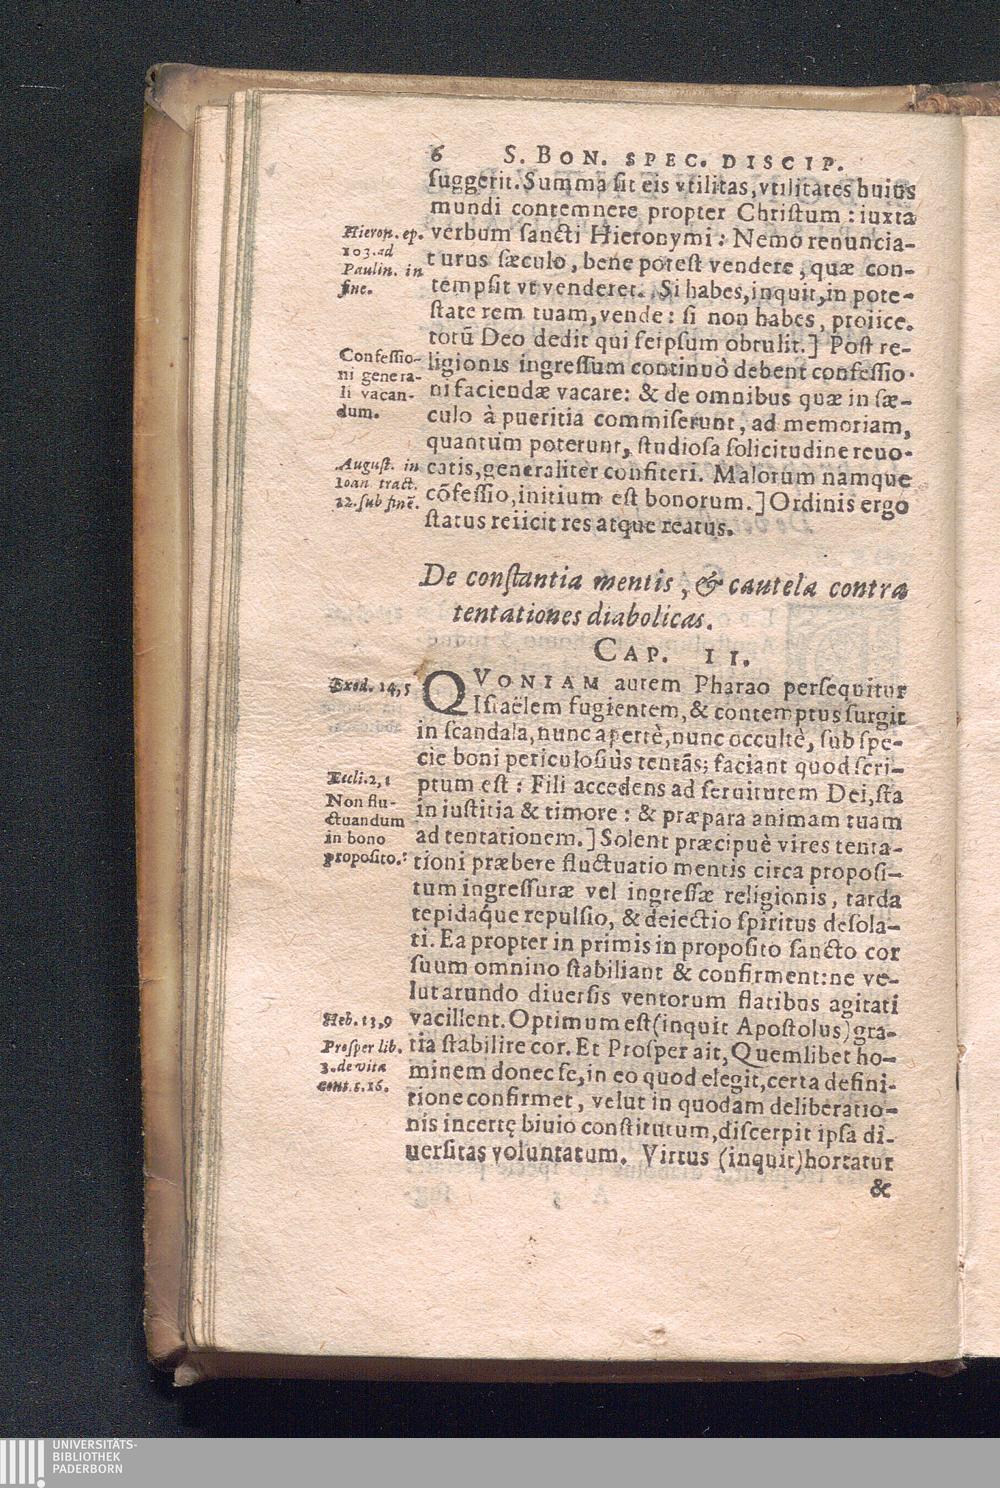 6 S. BON. SPEC. DISCIP.
suggerit. Summa sit eis vtilitas, vtilitates huius
mundi contemnere propter Christum : iuxta
Hieron. ep.
103. ad
Paulin. in
fine.
verbum sancti Hieronymi : Nemo renuncia-
turus sæculo, bene potest vendere, quæ con-
tempsit vt venderet. Si habes, inquit, in pote-
state rem tuam, vende : si non habes, proiice.
totū Deo dedit qui seipsum obtulit.] Post re-
Confessio-
ni genera-
li vacan-
dum.
ligionis ingressum continuò debent confessio-
ni faciendæ vacare: & de omnibus quæ in sæ-
culo à pueritia commiserunt, ad memoriam,
quantum poterunt, studiosa solicitudine reuo-
August. in
Ioan tract.
12. sub finē.
catis, generaliter confiteri. Malorum namque
cōfessio, initium est bonorum.] Ordinis ergo
status reiicit res atque reatus.
De constantia mentis, & cautela contra
tentationes diabolicas.
CAP. II.
Exod. 14,5
QVONIAM autem Pharao persequitur
Israëlem fugientem, & contemptus surgit
in scandala, nunc apertè, nunc occultè, sub spe-
cie boni periculosiùs tentās; faciant quod scri-
Eccli. 2,1
ptum est : Fili accedens ad seruitutem Dei, sta
Non flu-
ctuandum
in bono
proposito.
in iustitia & timore : & præpara animam tuam
ad tentationem.] Solent præcipuè vires tenta-
tioni præbere fluctuatio mentis circa proposi-
tum ingressuræ vel ingressæ religionis, tarda
tepidáque repulsio, & deiectio spiritus desola-
ti. Ea propter in primis in proposito sancto cor
suum omnino stabiliant & confirment: ne ve-
lut arundo diuersis ventorum flatibus agitati
Heb. 13,9
vacillent. Optimum est (inquit Apostolus) gra-
Prosper lib.
3. de vita
cont. c. 16.
tia stabilire cor. Et Prosper ait, Quemlibet ho-
minem donec se, in eo quod elegit, certa defini-
tione confirmet, velut in quodam deliberatio-
nis incertę biuio constitutum, discerpit ipsa di-
uersitas voluntatum. Virtus (inquit) hortatur
&
UNIVERSITÄTS-
BIBLIOTHEK
PADERBORN